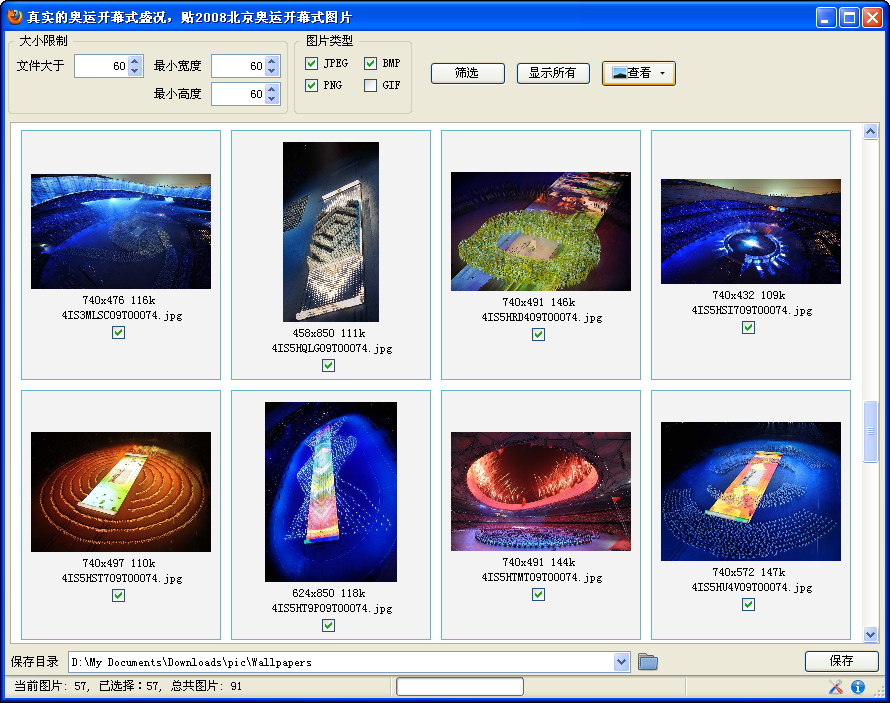 真实的奥运开幕式盛况，贴2008北京奥运开幕式图片
大小限制
文件大于 60 最小宽度 60
最小高度 60
图片类型
JPEG BMP
PNG GIF
筛选 显示所有 查看
740x476 116k
4IS3MLSC09T00074.jpg
458x850 111k
4IS5HQLG09T00074.jpg
740x491 146k
4IS5HRD409T00074.jpg
740x432 109k
4IS5HSI709T00074.jpg
740x497 110k
4IS5HST709T00074.jpg
624x850 118k
4IS5HT9P09T00074.jpg
740x491 144k
4IS5HTMT09T00074.jpg
740x572 147k
4IS5HU4V09T00074.jpg
保存目录 D:\My Documents\Downloads\pic\Wallpapers 保存
当前图片: 57, 已选择：57, 总共图片: 91